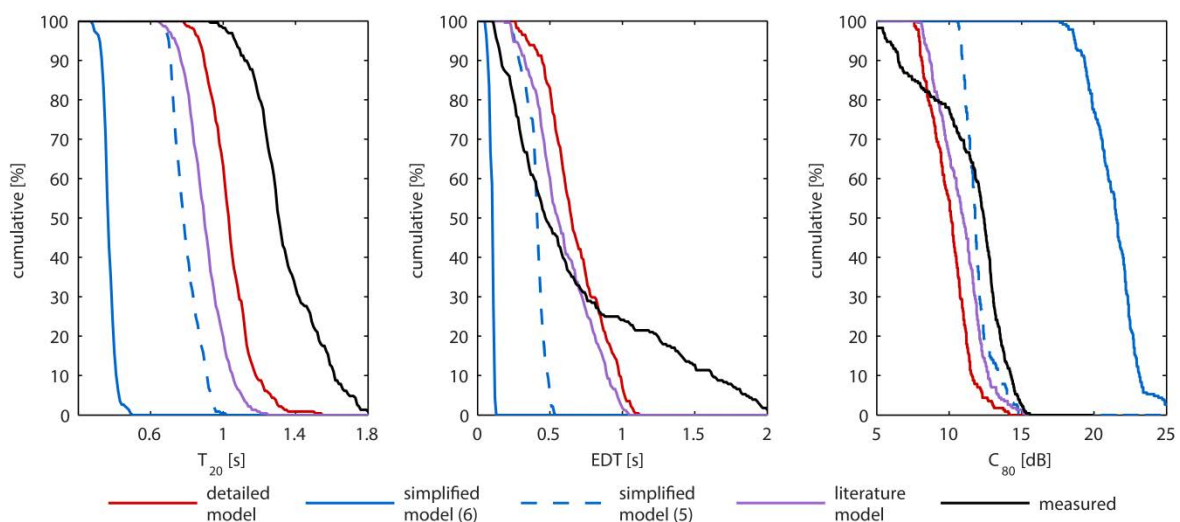 100
90
80
70
60
50
40
30
20
10
0
cumulative [%]
0.6 1 1.4 1.8
T20 [s]
100
90
80
70
60
50
40
30
20
10
0
cumulative [%]
0 0.5 1 1.5 2
EDT [s]
100
90
80
70
60
50
40
30
20
10
0
cumulative [%]
5 10 15 20 25
C80 [dB]
detailed model
simplified model (6)
simplified model (5)
literature model
measured